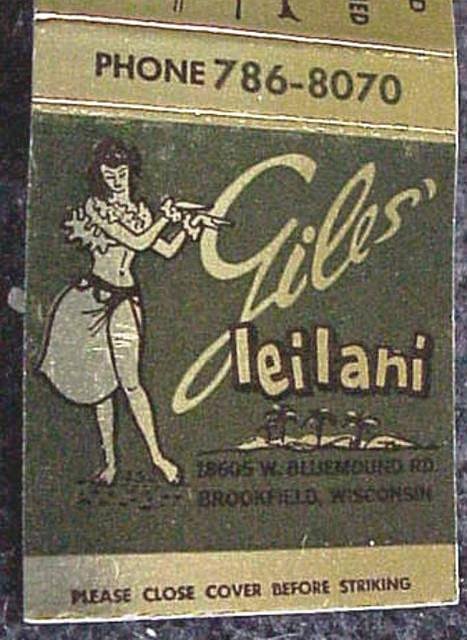 PHONE 786-8070
Giles'
leilani
18605 W. BLUEMOUND RD.
BROOKFIELD, WISCONSIN
PLEASE CLOSE COVER BEFORE STRIKING